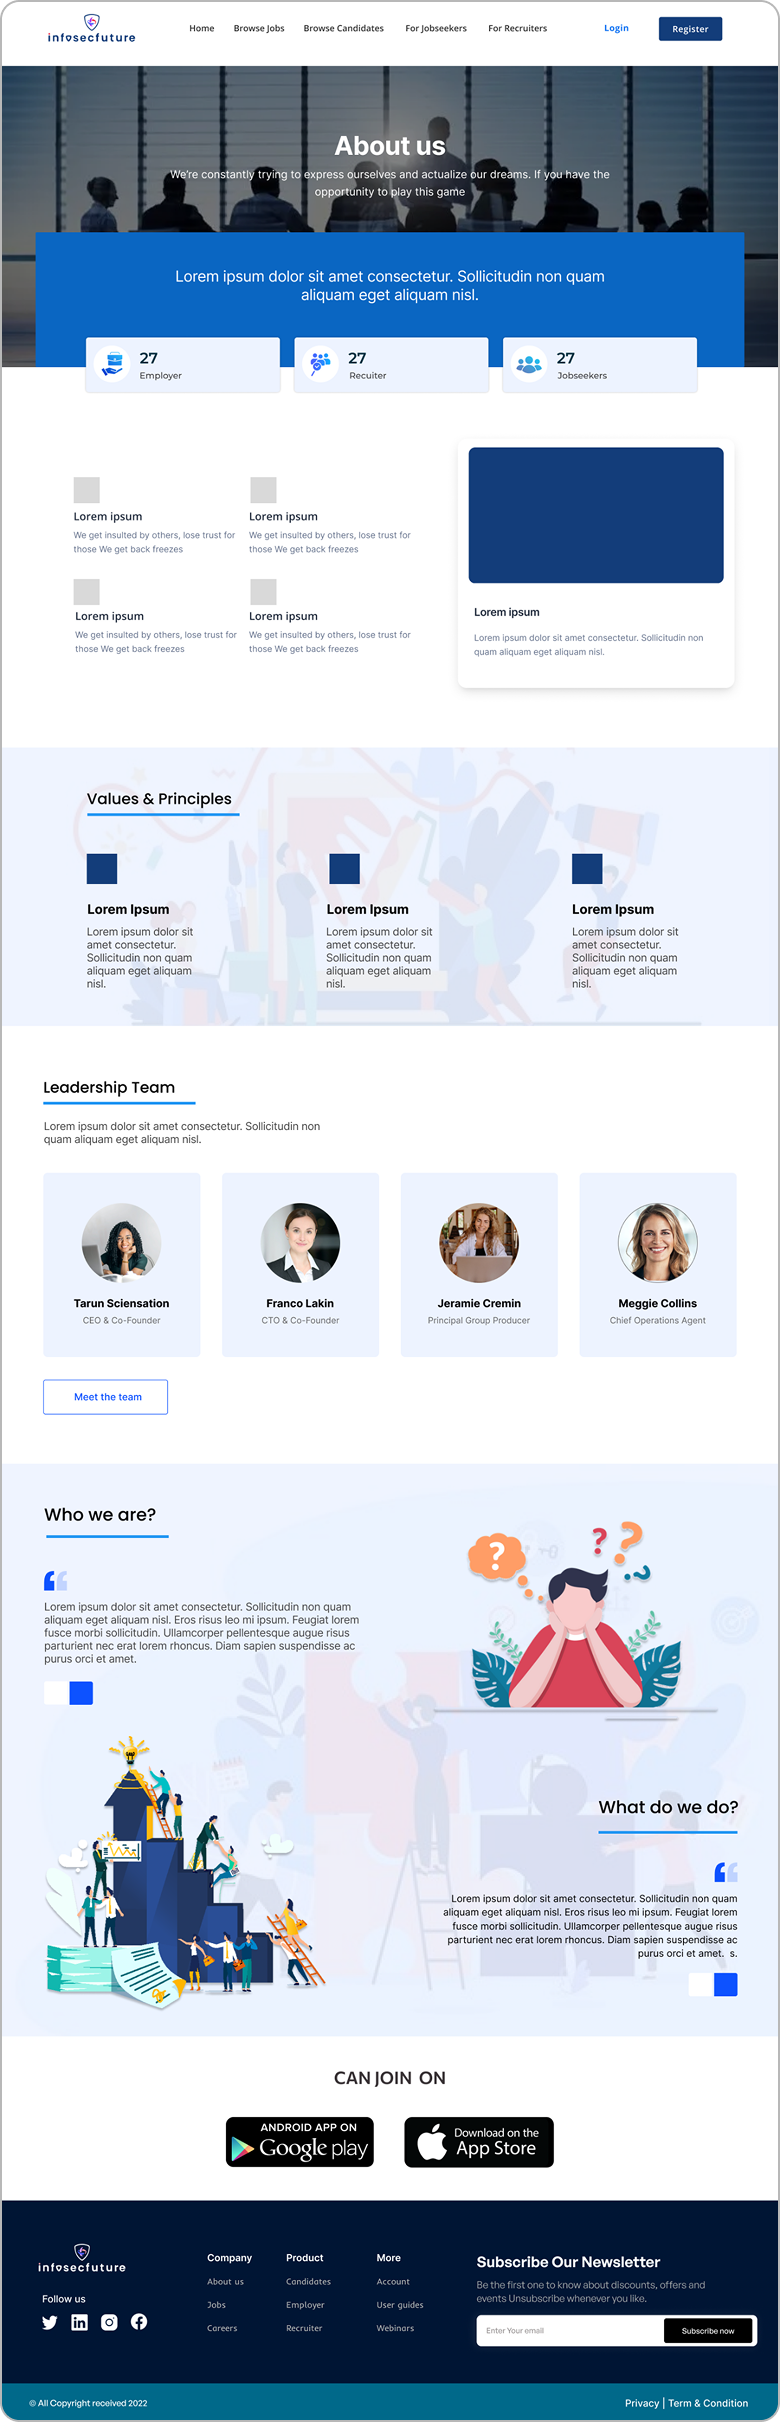 infosecfuture
Home Browse Jobs Browse Candidates For Jobseekers For Recruiters Login Register
About us
We're constantly trying to express ourselves and actualize our dreams. If you have the
opportunity to play this game
Lorem ipsum dolor sit amet consectetur. Sollicitudin non quam
aliquam eget aliquam nisl.
27
Employer
27
Recuiter
27
Jobseekers
Lorem ipsum
We get insulted by others, lose trust for
those We get back freezes
Lorem ipsum
We get insulted by others, lose trust for
those We get back freezes
Lorem ipsum
We get insulted by others, lose trust for
those We get back freezes
Lorem ipsum
We get insulted by others, lose trust for
those We get back freezes
Lorem ipsum
Lorem ipsum dolor sit amet consectetur. Sollicitudin non
quam aliquam eget aliquam nisl.
Values & Principles
Lorem Ipsum
Lorem ipsum dolor sit
amet consectetur.
Sollicitudin non quam
aliquam eget aliquam
nisl.
Lorem Ipsum
Lorem ipsum dolor sit
amet consectetur.
Sollicitudin non quam
aliquam eget aliquam
nisl.
Lorem Ipsum
Lorem ipsum dolor sit
amet consectetur.
Sollicitudin non quam
aliquam eget aliquam
nisl.
Leadership Team
Lorem ipsum dolor sit amet consectetur. Sollicitudin non
quam aliquam eget aliquam nisl.
Tarun Sciensation
CEO & Co-Founder
Franco Lakin
CTO & Co-Founder
Jeramie Cremin
Principal Group Producer
Meggie Collins
Chief Operations Agent
Meet the team
Who we are?
Lorem ipsum dolor sit amet consectetur. Sollicitudin non quam
aliquam eget aliquam nisl. Eros risus leo mi ipsum. Feugiat lorem
fusce morbi sollicitudin. Ullamcorper pellentesque augue risus
parturient nec erat lorem rhoncus. Diam sapien suspendisse ac
purus orci et amet.
? ? ? ?
What do we do?
Lorem ipsum dolor sit amet consectetur. Sollicitudin non quam
aliquam eget aliquam nisl. Eros risus leo mi ipsum. Feugiat lorem
fusce morbi sollicitudin. Ullamcorper pellentesque augue risus
parturient nec erat lorem rhoncus. Diam sapien suspendisse ac
purus orci et amet. s.
CAN JOIN ON
ANDROID APP ON
Google play
Download on the
App Store
infosecfuture
Follow us
Company
About us
Jobs
Careers
Product
Candidates
Employer
Recruiter
More
Account
User guides
Webinars
Subscribe Our Newsletter
Be the first one to know about discounts, offers and
events Unsubscribe whenever you like.
Enter Your email Subscribe now
© All Copyright received 2022
Privacy | Term & Condition